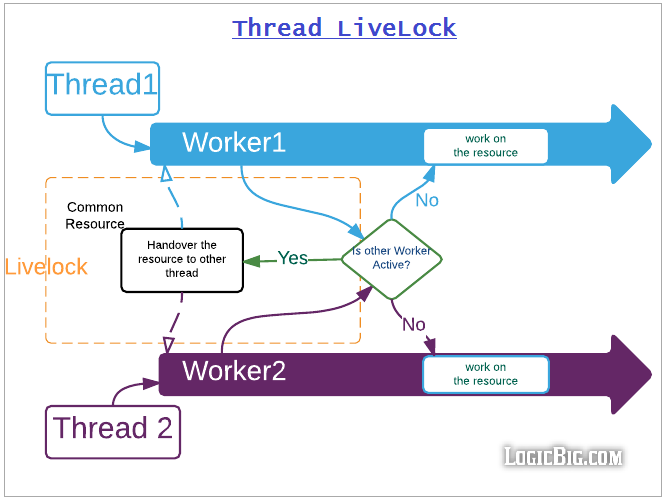 Thread LiveLock
Thread1
Worker1
work on
the resource
No
Common
Resource
Handover the
resource to other
thread
Livelock
Yes
Is other Worker
Active?
No
Worker2
work on
the resource
Thread 2
LogicBig.com